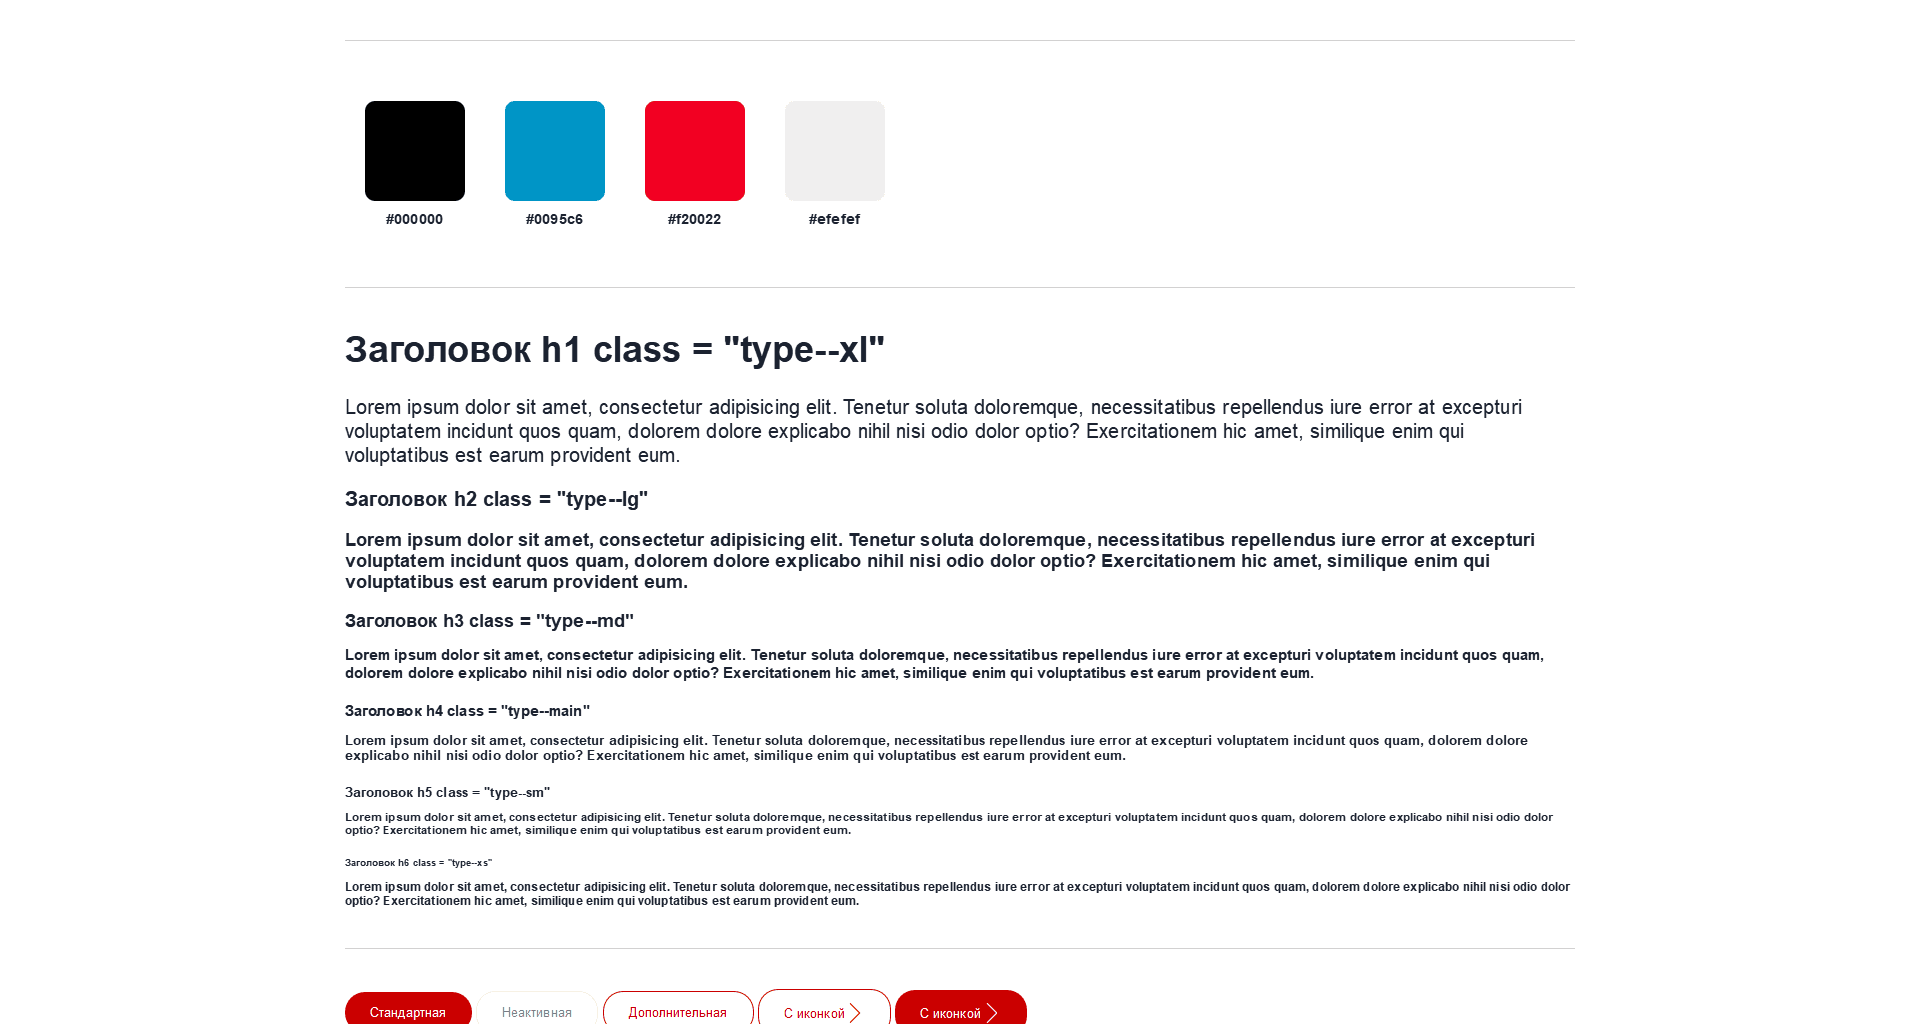 #000000 #0095c6 #f20022 #efefef
Заголовок h1 class = "type--xl"
Lorem ipsum dolor sit amet, consectetur adipisicing elit. Tenetur soluta doloremque, necessitatibus repellendus iure error at excepturi
voluptatem incidunt quos quam, dolorem dolore explicabo nihil nisi odio dolor optio? Exercitationem hic amet, similique enim qui
voluptatibus est earum provident eum.
Заголовок h2 class = "type--lg"
Lorem ipsum dolor sit amet, consectetur adipisicing elit. Tenetur soluta doloremque, necessitatibus repellendus iure error at excepturi
voluptatem incidunt quos quam, dolorem dolore explicabo nihil nisi odio dolor optio? Exercitationem hic amet, similique enim qui
voluptatibus est earum provident eum.
Заголовок h3 class = "type--md"
Lorem ipsum dolor sit amet, consectetur adipisicing elit. Tenetur soluta doloremque, necessitatibus repellendus iure error at excepturi voluptatem incidunt quos quam,
dolorem dolore explicabo nihil nisi odio dolor optio? Exercitationem hic amet, similique enim qui voluptatibus est earum provident eum.
Заголовок h4 class = "type--main"
Lorem ipsum dolor sit amet, consectetur adipisicing elit. Tenetur soluta doloremque, necessitatibus repellendus iure error at excepturi voluptatem incidunt quos quam, dolorem dolore
explicabo nihil nisi odio dolor optio? Exercitationem hic amet, similique enim qui voluptatibus est earum provident eum.
Заголовок h5 class = "type--sm"
Lorem ipsum dolor sit amet, consectetur adipisicing elit. Tenetur soluta doloremque, necessitatibus repellendus iure error at excepturi voluptatem incidunt quos quam, dolorem dolore explicabo nihil nisi odio dolor
optio? Exercitationem hic amet, similique enim qui voluptatibus est earum provident eum.
Заголовок h6 class = "type--xs"
Lorem ipsum dolor sit amet, consectetur adipisicing elit. Tenetur soluta doloremque, necessitatibus repellendus iure error at excepturi voluptatem incidunt quos quam, dolorem dolore explicabo nihil nisi odio dolor
optio? Exercitationem hic amet, similique enim qui voluptatibus est earum provident eum.
Стандартная Неактивная Дополнительная С иконкой С иконкой